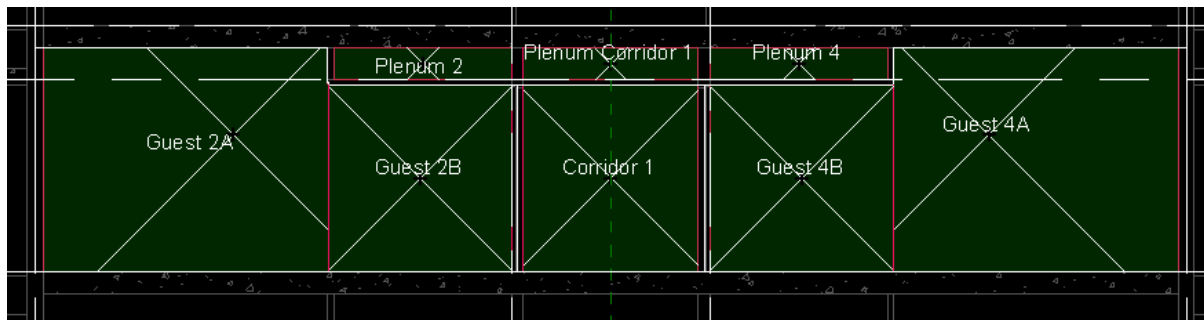 Plenum 2
Plenum Corridor 1
Plenum 4
Guest 2A
Guest 2B
Corridor 1
Guest 4B
Guest 4A